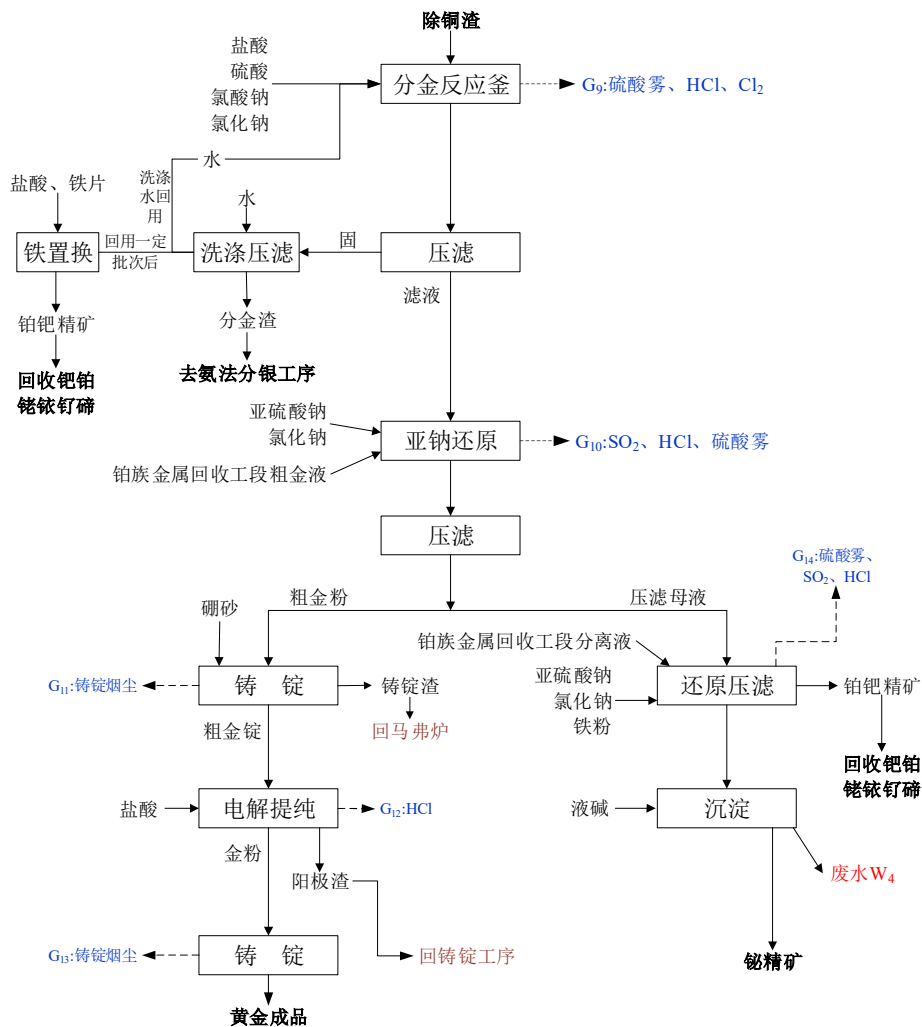 除铜渣
盐酸
硫酸
氯酸钠
氯化钠
分金反应釜
G9:硫酸雾、HCl、Cl2
水
洗涤
水回
用
盐酸、铁片
水
铁置换
回用一定
批次后
洗涤压滤
固
压滤
滤液
铂钯精矿
分金渣
回收钯铂
铑铱钌碲
去氨法分银工序
亚硫酸钠
氯化钠
亚钠还原
G10:SO2、HCl、硫酸雾
铂族金属回收工段粗金液
压滤
G14:硫酸雾、
SO2、HCl
粗金粉
压滤母液
硼砂
铂族金属回收工段分离液
G11:铸锭烟尘
铸 锭
铸锭渣
亚硫酸钠
氯化钠
铁粉
还原压滤
铂钯精矿
粗金锭
回马弗炉
回收钯铂
铑铱钌碲
盐酸
电解提纯
G12:HCl
液碱
沉淀
金粉
阳极渣
废水W4
G13:铸锭烟尘
铸 锭
回铸锭工序
铋精矿
黄金成品